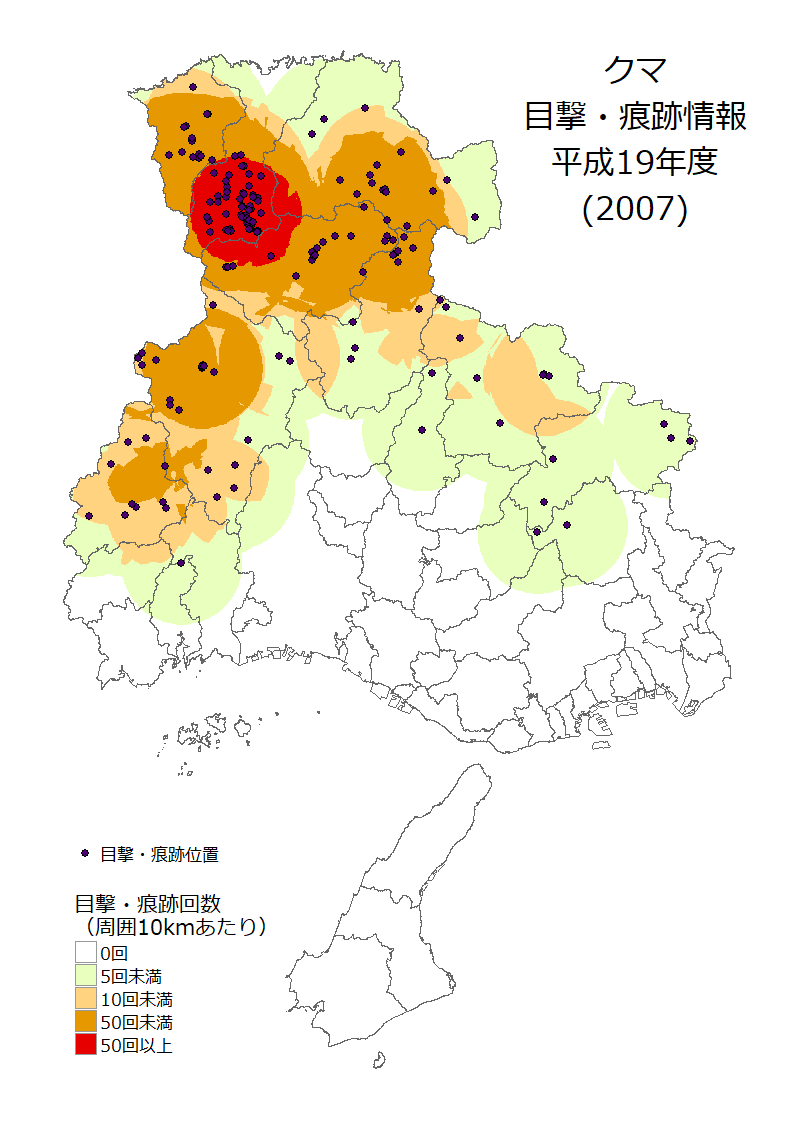 クマ
目撃・痕跡情報
平成19年度
(2007)
目撃・痕跡位置
目撃・痕跡回数
（周囲10kmあたり）
0回
5回未満
10回未満
50回未満
50回以上